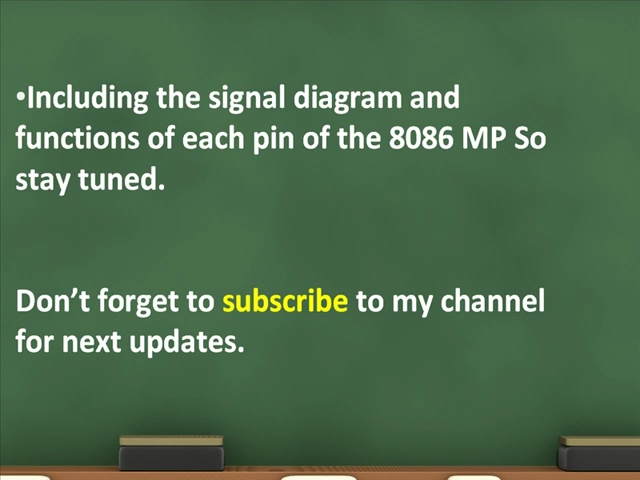 •Including the signal diagram and
functions of each pin of the 8086 MP So
stay tuned.
Don’t forget to subscribe to my channel
for next updates.